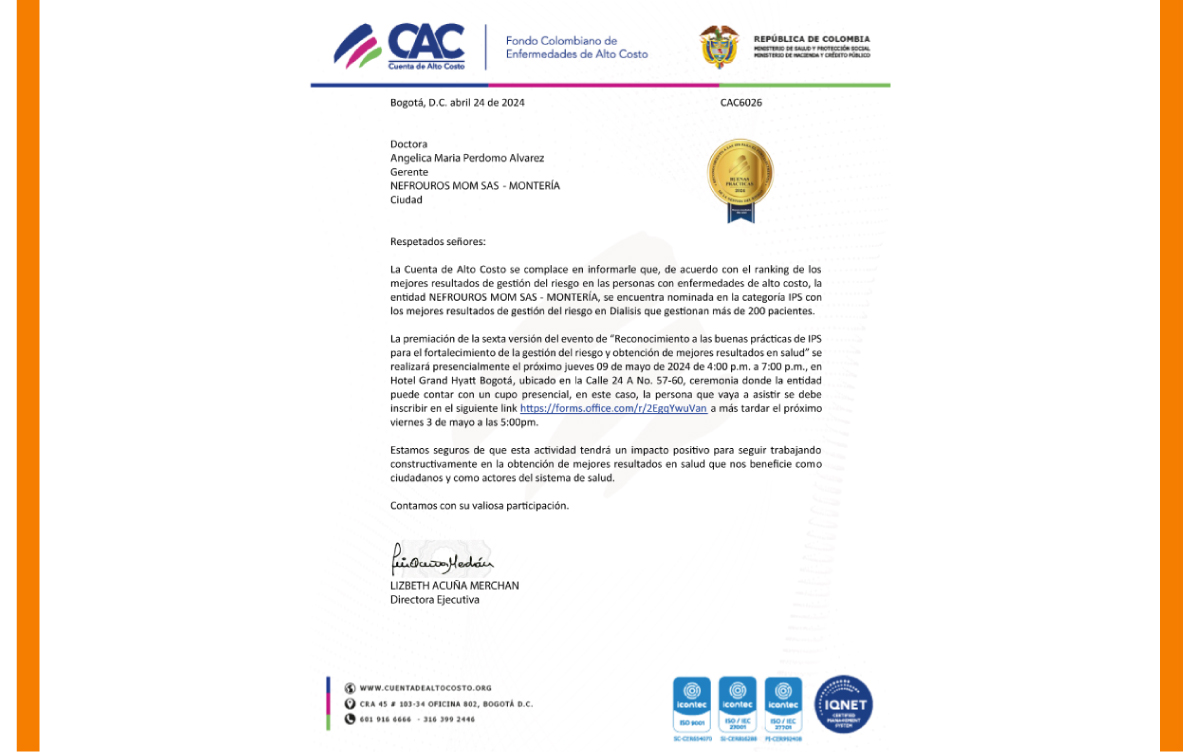 CAC
Cuenta de Alto Costo
Fondo Colombiano de
Enfermedades de Alto Costo
REPÚBLICA DE COLOMBIA
MINISTERIO DE SALUD Y PROTECCIÓN SOCIAL
MINISTERIO DE HACIENDA Y CRÉDITO PÚBLICO
Bogotá, D.C. abril 24 de 2024
CAC6026
Doctora
Angelica Maria Perdomo Alvarez
Gerente
NEFROUROS MOM SAS - MONTERÍA
Ciudad
BUENAS
PRÁCTICAS
Respetados señores:
La Cuenta de Alto Costo se complace en informarle que, de acuerdo con el ranking de los
mejores resultados de gestión del riesgo en las personas con enfermedades de alto costo, la
entidad NEFROUROS MOM SAS - MONTERÍA, se encuentra nominada en la categoría IPS con
los mejores resultados de gestión del riesgo en Dialisis que gestionan más de 200 pacientes.
La premiación de la sexta versión del evento de “Reconocimiento a las buenas prácticas de IPS
para el fortalecimiento de la gestión del riesgo y obtención de mejores resultados en salud” se
realizará presencialmente el próximo jueves 09 de mayo de 2024 de 4:00 p.m. a 7:00 p.m., en
Hotel Grand Hyatt Bogotá, ubicado en la Calle 24 A No. 57-60, ceremonia donde la entidad
puede contar con un cupo presencial, en este caso, la persona que vaya a asistir se debe
inscribir en el siguiente link https://forms.office.com/r/2EgqYwuVan a más tardar el próximo
viernes 3 de mayo a las 5:00pm.
Estamos seguros de que esta actividad tendrá un impacto positivo para seguir trabajando
constructivamente en la obtención de mejores resultados en salud que nos beneficie como
ciudadanos y como actores del sistema de salud.
Contamos con su valiosa participación.
LIZBETH ACUÑA MERCHAN
Directora Ejecutiva
WWW.CUENTADEALTOCOSTO.ORG
CRA 45 # 103-34 OFICINA 802, BOGOTÁ D.C.
601 916 6666 - 316 399 2446
icontec
ISO 9001
icontec
ISO / IEC
27001
icontec
ISO / IEC
27701
IQNET
CERTIFIED
MANAGEMENT
SYSTEM